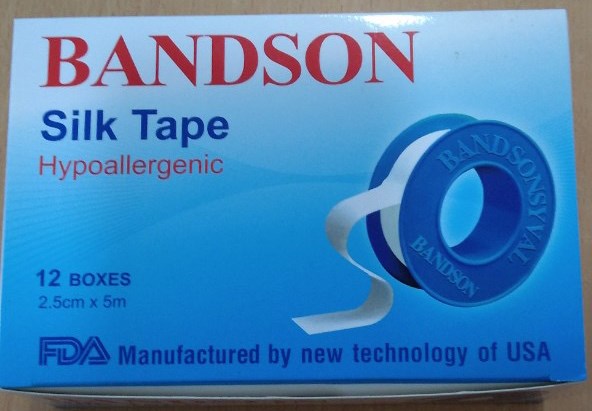 BANDSON
Silk Tape
Hypoallergenic
BANDSONSYVAL
BANDSON
12 BOXES
2.5cm x 5m
FDA Manufactured by new technology of USA